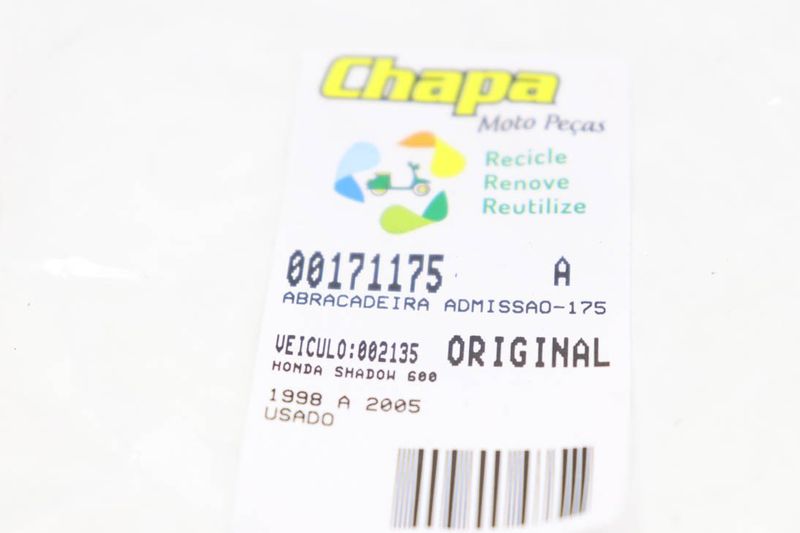 Chapa
Moto Peças
Recicle
Renove
Reutilize
00171175 A
ABRACADEIRA ADMISSAO-175
VEICULO:002135 ORIGINAL
HONDA SHADOW 600
1998 A 2005
USADO